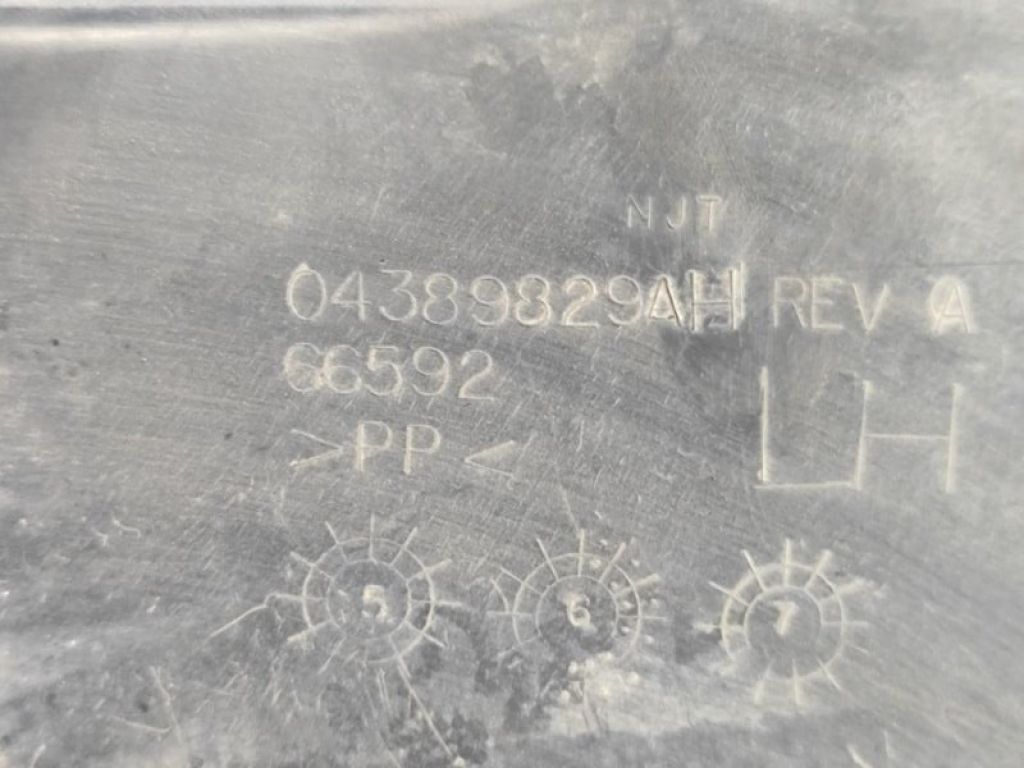 NJT
04389829AH REV A
66592
>PP<
LH
5 6 7